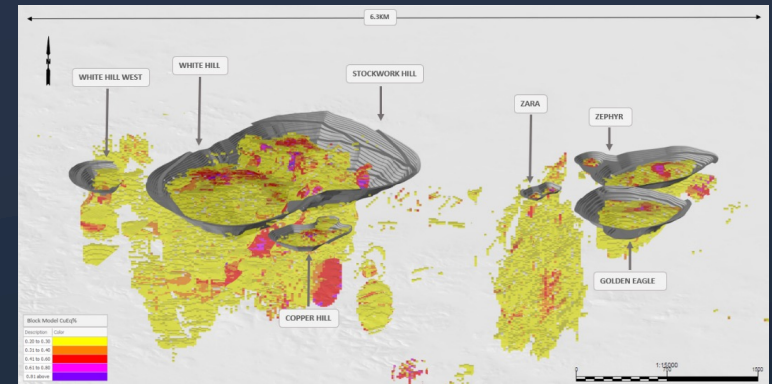 6.3KM
N
WHITE HILL WEST
WHITE HILL
STOCKWORK HILL
ZARA
ZEPHYR
GOLDEN EAGLE
COPPER HILL
Block Model CuEq%
Description Color
0.20 to 0.30
0.31 to 0.40
0.41 to 0.60
0.61 to 0.80
0.81 above
1:15000
0
1500